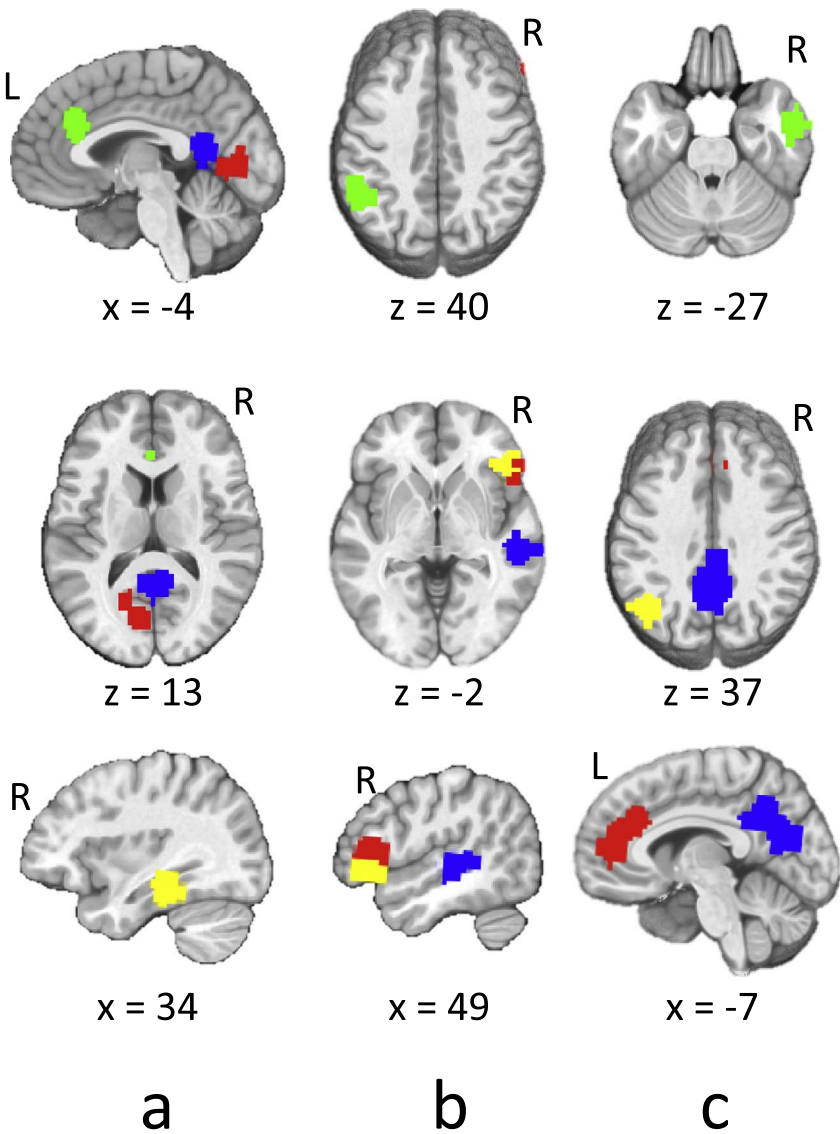 L
R
R
x = -4
z = 40
z = -27
R
R
R
z = 13
z = -2
z = 37
R
R
L
x = 34
x = 49
x = -7
a
b
c